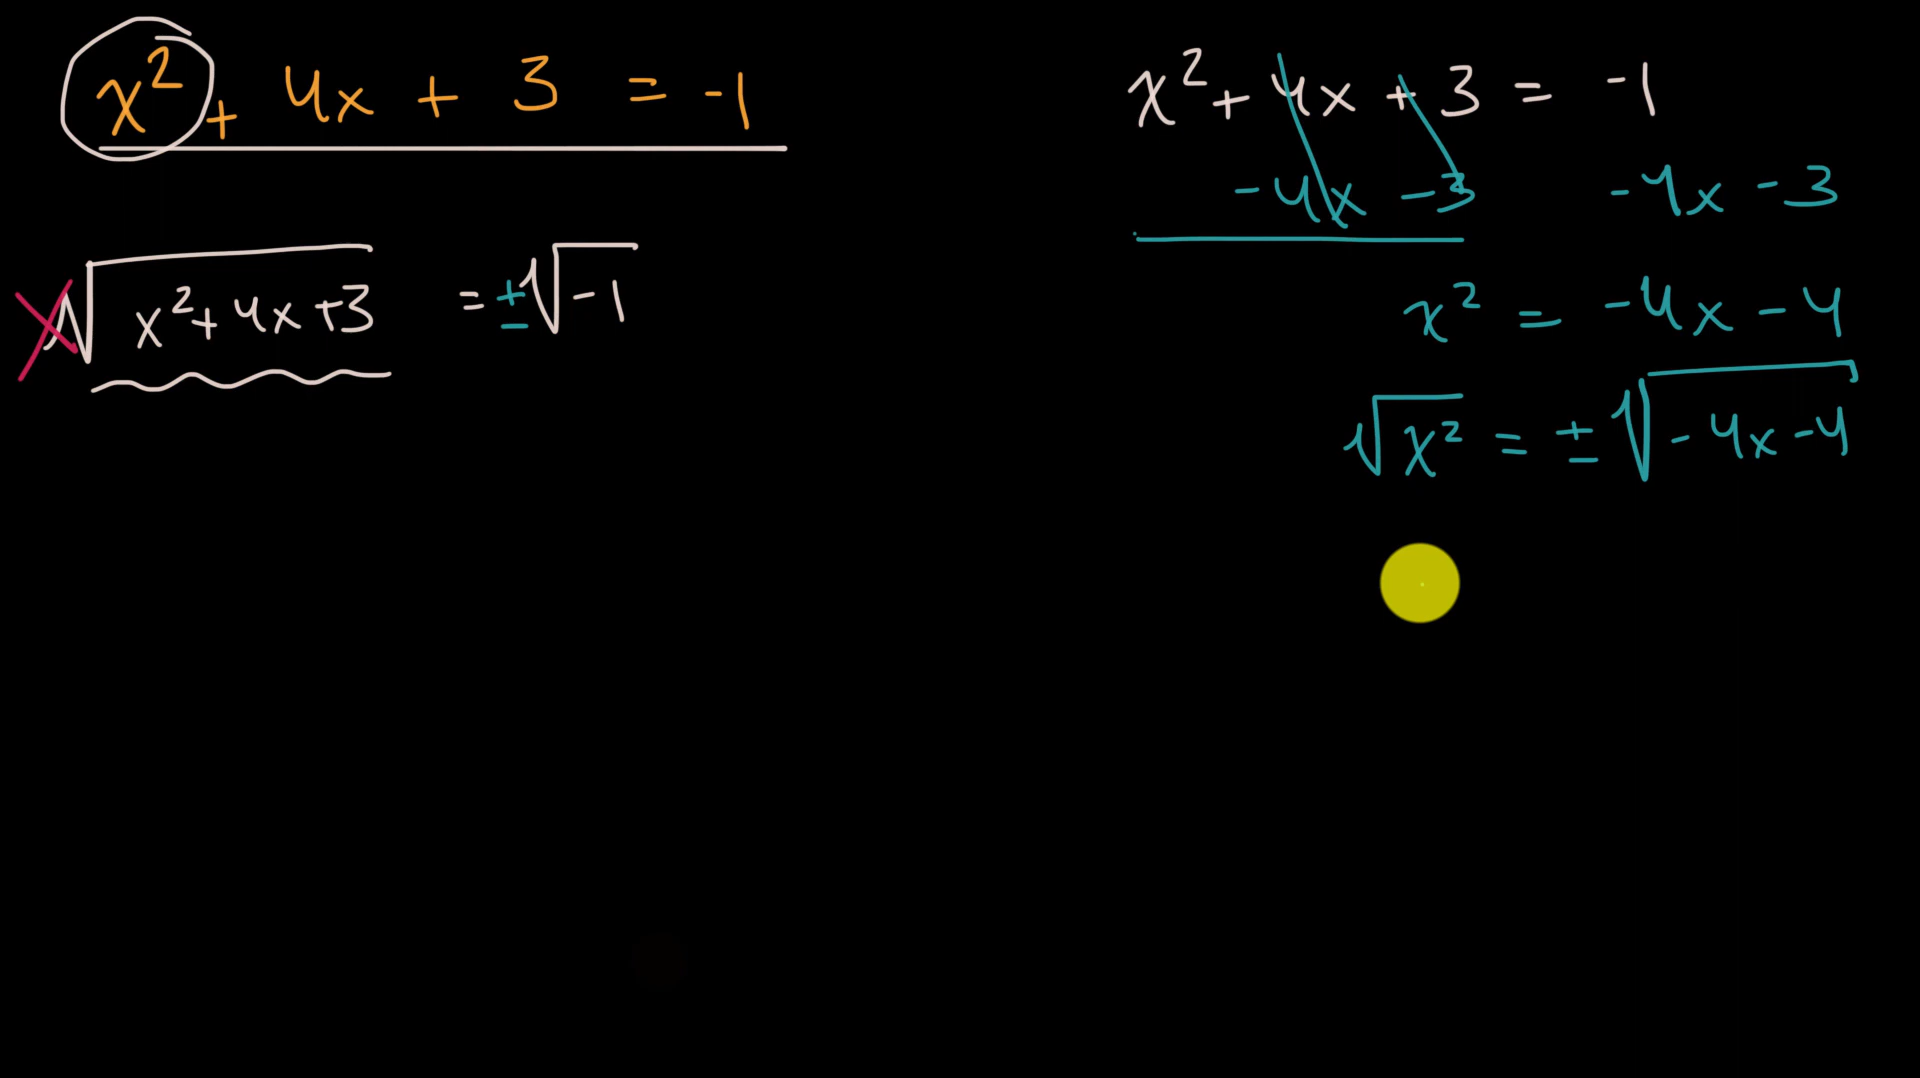 x² + 4x + 3 = -1
√(x² + 4x + 3) = ±√(-1)
x² + 4x + 3 = -1
-4x - 3 -4x - 3
x² = -4x - 4
√(x²) = ±√(-4x - 4)